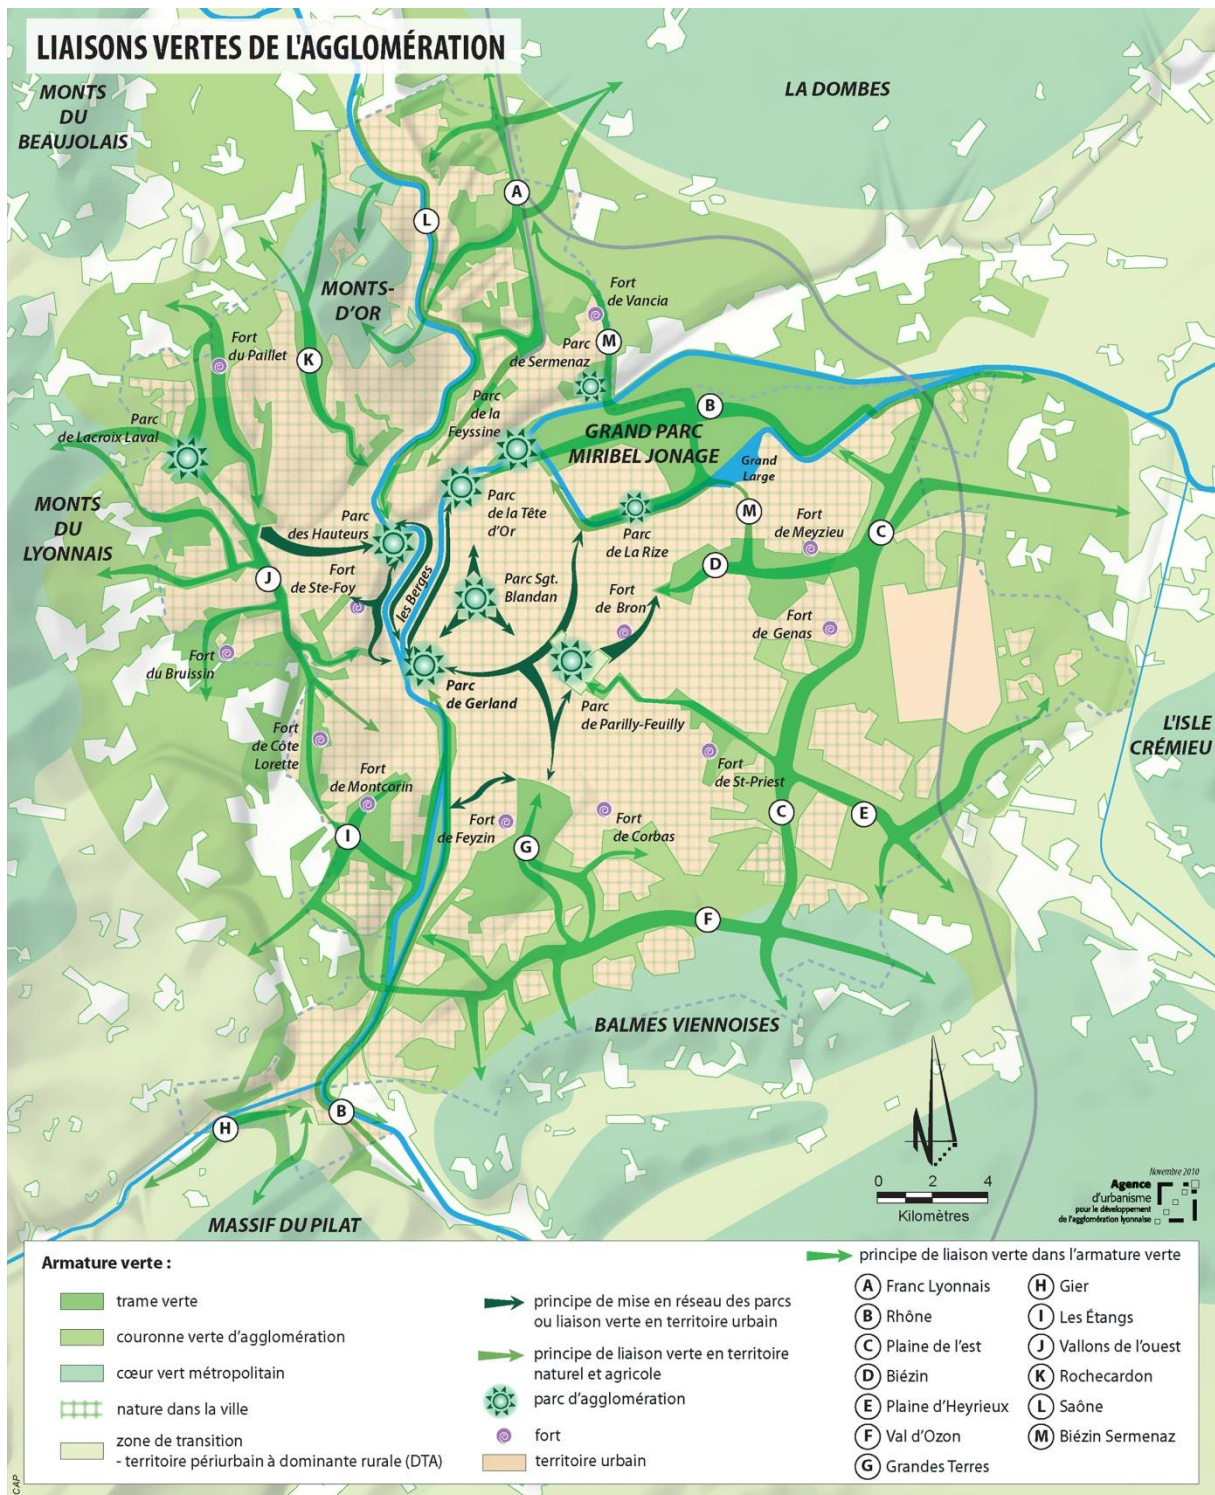 LIAISONS VERTES DE L'AGGLOMÉRATION
MONTS
DU
BEAUJOLAIS
LA DOMBES
A
L
MONTS-
D'OR
Fort
de Vancia
M
Parc
de Sermenaz
Fort
du Paillet
K
Parc
de la
Feyssine
B
GRAND PARC
MIRIBEL JONAGE
Grand
Large
Parc
de Lacroix Laval
MONTS
DU
LYONNAIS
Parc
des Hauteurs
Parc
de la Tête
d'Or
Parc
de La Rize
M
Fort
de Meyzieu
C
J
Fort
de Ste-Foy
les Berges
Parc Sgt.
Blandan
Fort
de Bron
D
Fort
de Genas
Fort
du Bruissin
Parc
de Gerland
Parc
de Parilly-Feuilly
L'ISLE
CRÉMIEU
Fort
de Côte
Lorette
Fort
de Montcorin
Fort
de St-Priest
I
Fort
de Feyzin
Fort
de Corbas
C
E
G
F
BALMES VIENNOISES
B
H
MASSIF DU PILAT
N
0 2 4
Kilomètres
Novembre 2010
Agence
d'urbanisme
pour le développement
de l'agglomération lyonnaise
Armature verte :
trame verte
couronne verte d'agglomération
cœur vert métropolitain
nature dans la ville
zone de transition
- territoire périurbain à dominante rurale (DTA)
principe de mise en réseau des parcs
ou liaison verte en territoire urbain
principe de liaison verte en territoire
naturel et agricole
parc d'agglomération
fort
territoire urbain
principe de liaison verte dans l'armature verte
A Franc Lyonnais
B Rhône
C Plaine de l'est
D Biézin
E Plaine d'Heyrieux
F Val d'Ozon
G Grandes Terres
H Gier
I Les Étangs
J Vallons de l'ouest
K Rochecardon
L Saône
M Biézin Sermenaz
CAP